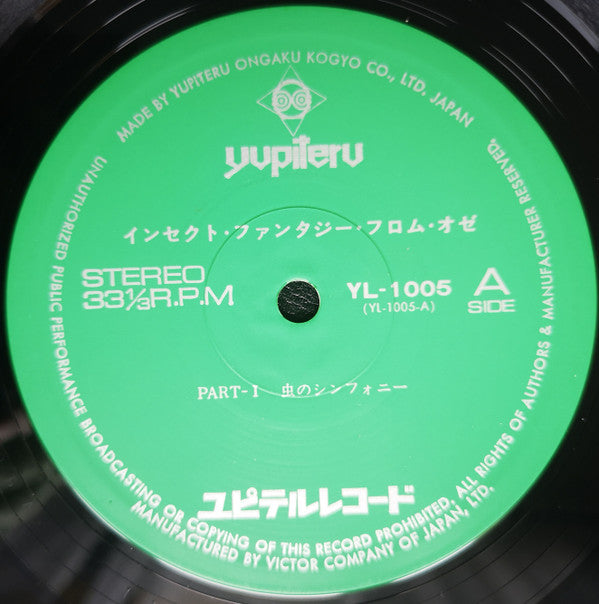 MADE BY YUPITERU ONGAKU KOGYO CO., LTD. JAPAN
yupiteru
インセクト・ファンタジー・フロム・オゼ
STEREO
33⅓R.P.M
YL-1005
(YL-1005-A)
A
SIDE
PART-I 虫のシンフォニー
ユピテルレコード
UNAUTHORIZED PUBLIC PERFORMANCE BROADCASTING OR COPYING OF THIS RECORD PROHIBITED. ALL RIGHTS OF AUTHORS & MANUFACTURER RESERVED.
MANUFACTURED BY VICTOR COMPANY OF JAPAN, LTD.